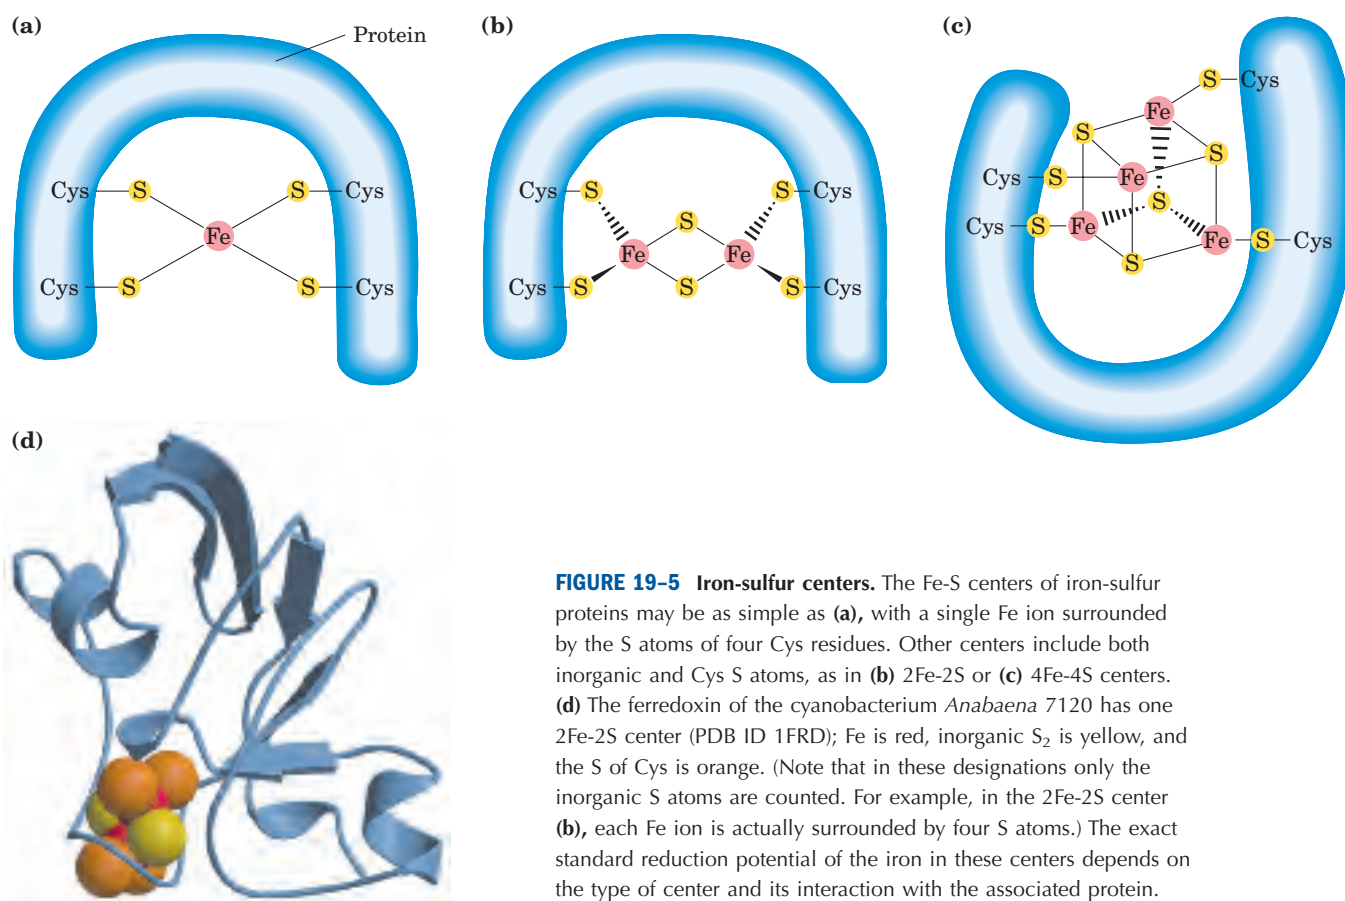 (a)
Protein
Cys S S Cys
Fe
Cys S S Cys
(b)
Cys S S Cys
S
Fe Fe
Cys S S S Cys
(c)
S Cys
Fe
S
S
Cys S Fe
S
Cys S Fe
Fe S Cys
S
(d)
FIGURE 19–5 Iron-sulfur centers. The Fe-S centers of iron-sulfur
proteins may be as simple as (a), with a single Fe ion surrounded
by the S atoms of four Cys residues. Other centers include both
inorganic and Cys S atoms, as in (b) 2Fe-2S or (c) 4Fe-4S centers.
(d) The ferredoxin of the cyanobacterium Anabaena 7120 has one
2Fe-2S center (PDB ID 1FRD); Fe is red, inorganic S₂ is yellow, and
the S of Cys is orange. (Note that in these designations only the
inorganic S atoms are counted. For example, in the 2Fe-2S center
(b), each Fe ion is actually surrounded by four S atoms.) The exact
standard reduction potential of the iron in these centers depends on
the type of center and its interaction with the associated protein.